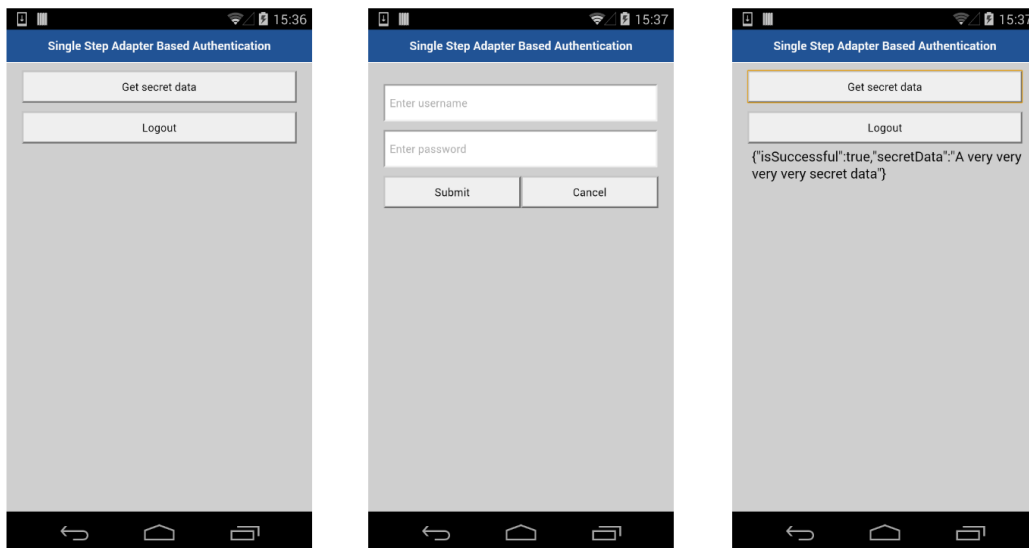 15:36
Single Step Adapter Based Authentication
Get secret data
Logout
15:37
Single Step Adapter Based Authentication
Enter username
Enter password
Submit
Cancel
15:37
Single Step Adapter Based Authentication
Get secret data
Logout
{"isSuccessful":true,"secretData":"A very very
very very secret data"}